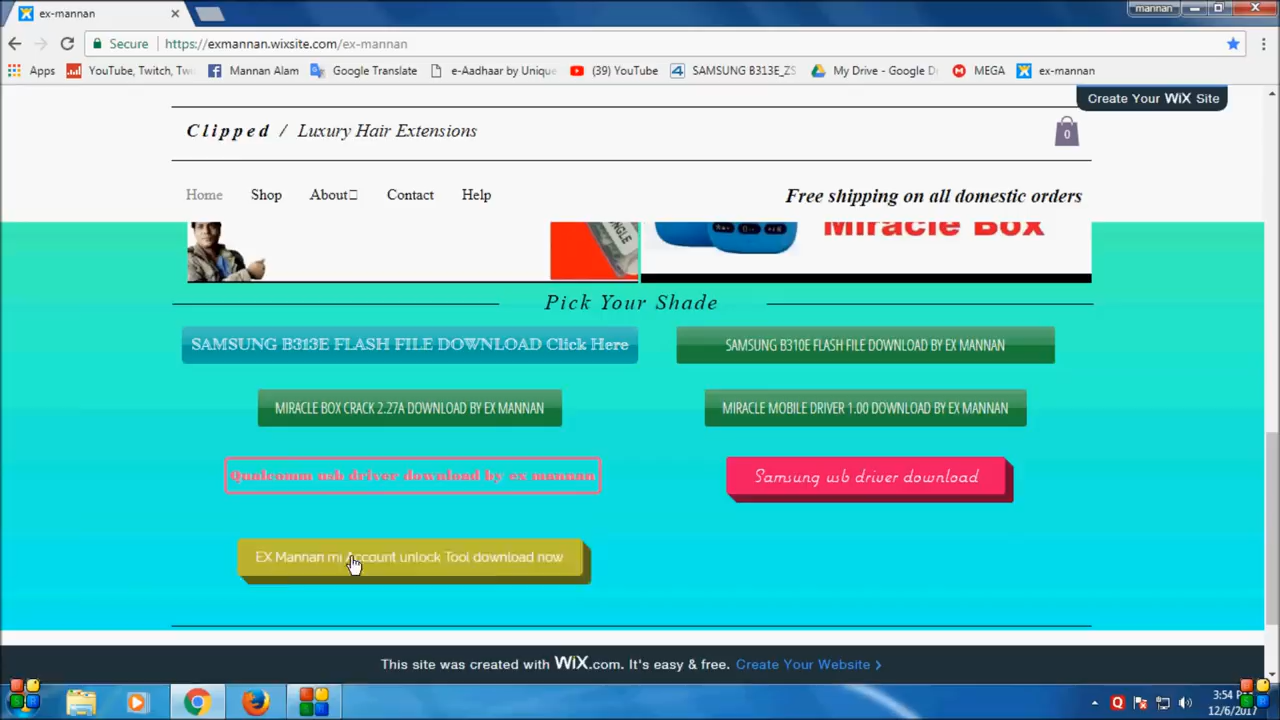 ex-mannan
mannan
Secure
https://exmannan.wixsite.com/ex-mannan
Apps
YouTube, Twitch, Tw
Mannan Alam
Google Translate
e-Aadhaar by Unique
(39) YouTube
SAMSUNG B313E_ZS
My Drive - Google D
MEGA
ex-mannan
Create Your WiX Site
Clipped / Luxury Hair Extensions
0
Home
Shop
About
Contact
Help
Free shipping on all domestic orders
Miracle Box
Pick Your Shade
SAMSUNG B313E FLASH FILE DOWNLOAD Click Here
SAMSUNG B310E FLASH FILE DOWNLOAD BY EX MANNAN
MIRACLE BOX CRACK 2.27A DOWNLOAD BY EX MANNAN
MIRACLE MOBILE DRIVER 1.00 DOWNLOAD BY EX MANNAN
Qualcomm usb driver download by ex mannan
Samsung usb driver download
EX Mannan mi Account unlock Tool download now
This site was created with WiX.com. It's easy & free. Create Your Website >
3:54 PM
12/6/2017